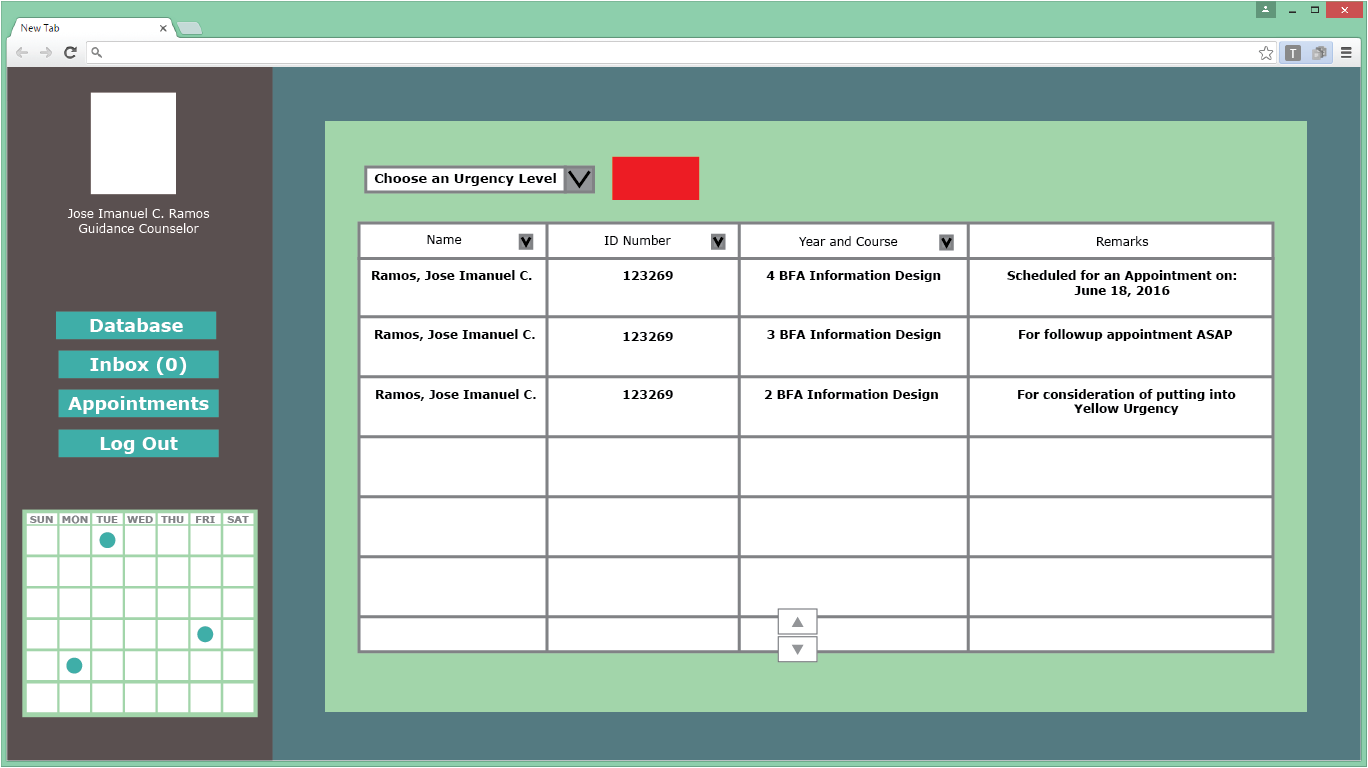 New Tab
T
Jose Imanuel C. Ramos
Guidance Counselor
Database
Inbox (0)
Appointments
Log Out
SUN MON TUE WED THU FRI SAT
Choose an Urgency Level
Name ID Number Year and Course Remarks
Ramos, Jose Imanuel C. 123269 4 BFA Information Design Scheduled for an Appointment on:
June 18, 2016
Ramos, Jose Imanuel C. 123269 3 BFA Information Design For followup appointment ASAP
Ramos, Jose Imanuel C. 123269 2 BFA Information Design For consideration of putting into
Yellow Urgency